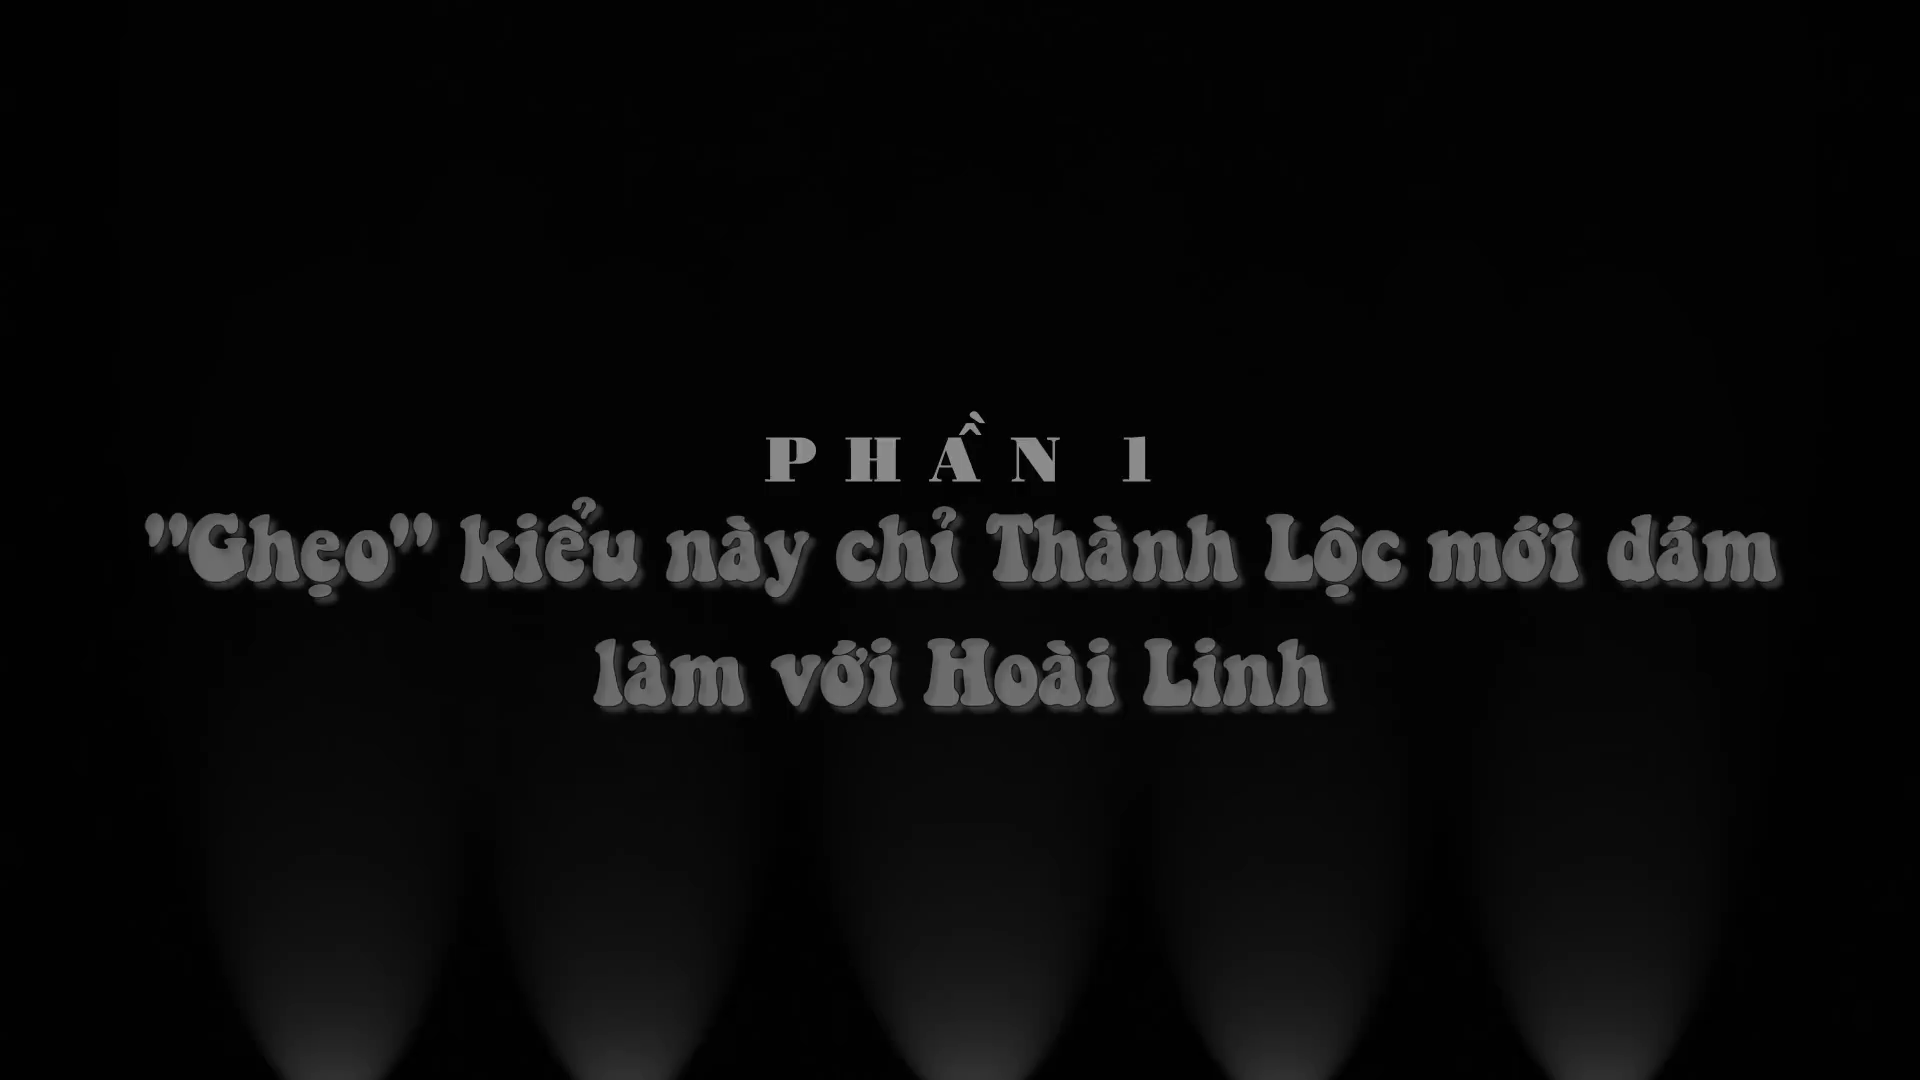 PHẦN 1
"Ghẹo" kiểu này chỉ Thành Lộc mới dám
làm với Hoài Linh